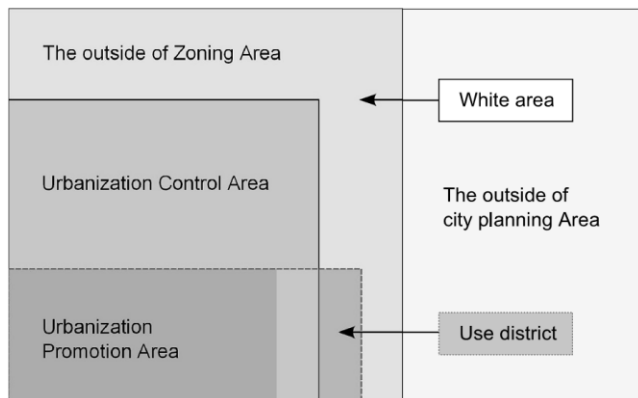 The outside of Zoning Area
White area
Urbanization Control Area
The outside of
city planning Area
Urbanization
Promotion Area
Use district